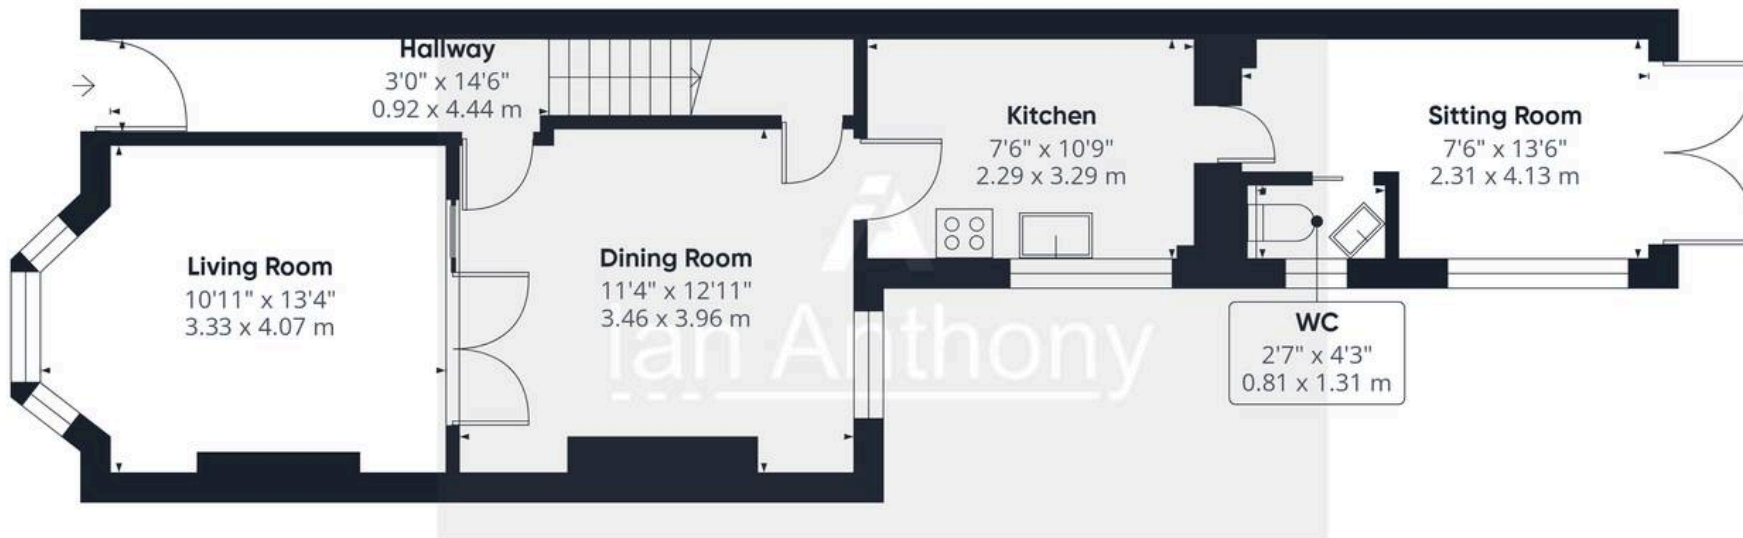 Hallway
3'0" x 14'6"
0.92 x 4.44 m
Kitchen
7'6" x 10'9"
2.29 x 3.29 m
Sitting Room
7'6" x 13'6"
2.31 x 4.13 m
Living Room
10'11" x 13'4"
3.33 x 4.07 m
Dining Room
11'4" x 12'11"
3.46 x 3.96 m
Ian Anthony
WC
2'7" x 4'3"
0.81 x 1.31 m